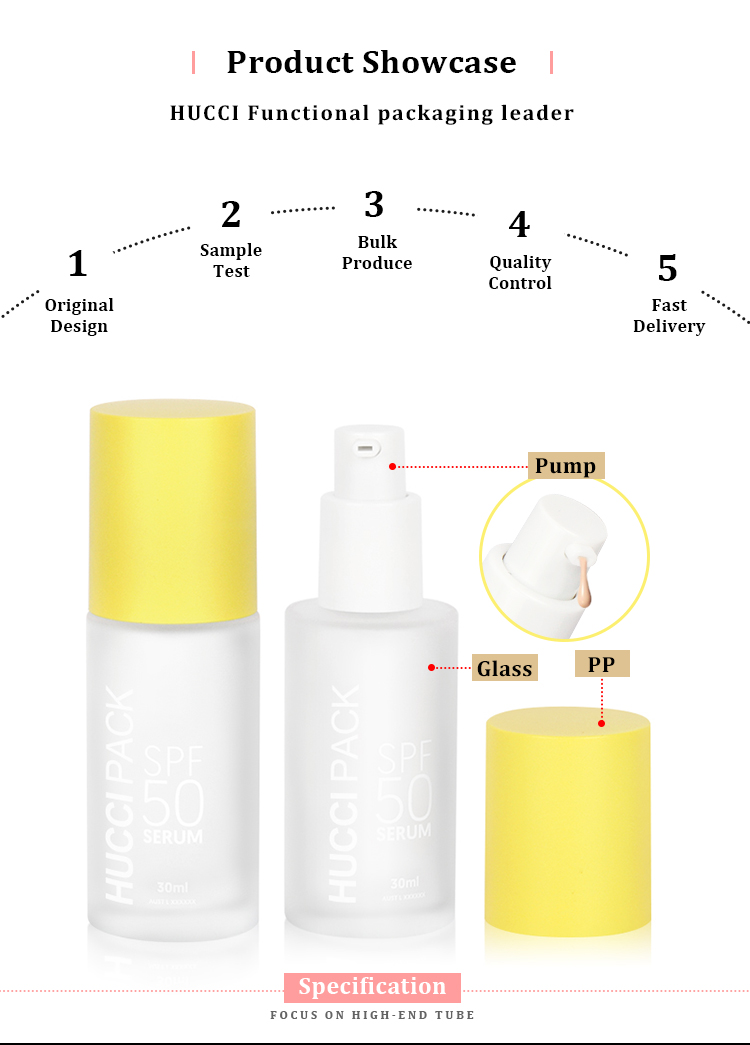 Product Showcase
HUCCI Functional packaging leader
1
Original
Design
2
Sample
Test
3
Bulk
Produce
4
Quality
Control
5
Fast
Delivery
Pump
Glass
PP
HUCCI PACK
SPF
50
SERUM
30ml
HUCCI PACK
SPF
50
SERUM
30ml
Specification
FOCUS ON HIGH-END TUBE